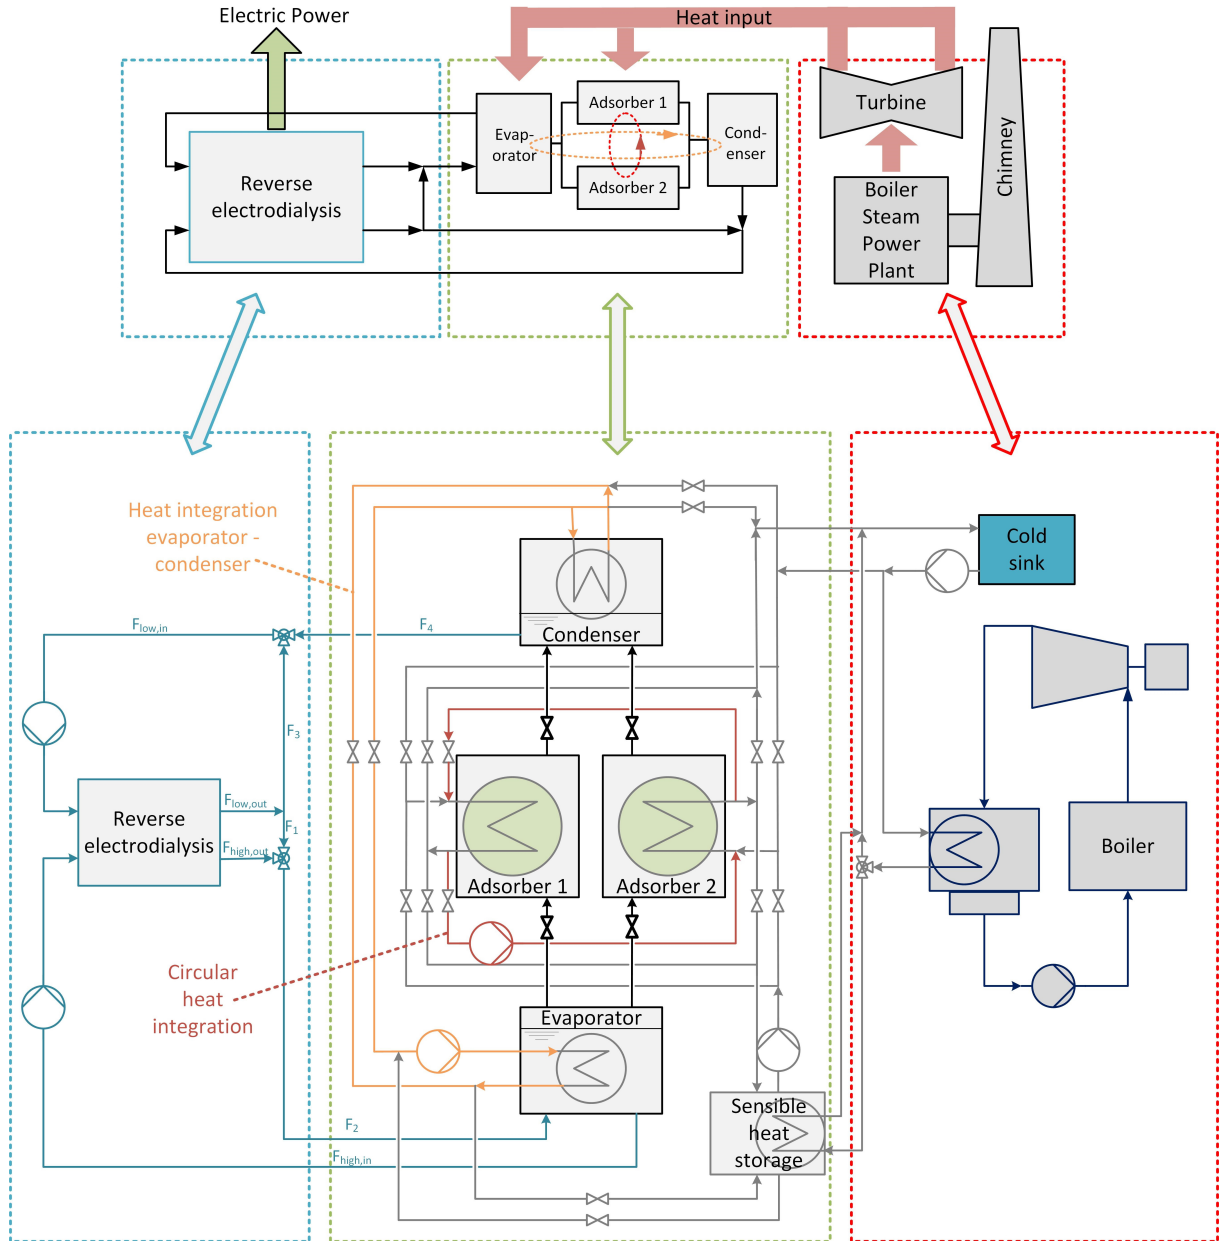 Electric Power
Heat input
Reverse
electrodialysis
Evap-
orator
Adsorber 1
Adsorber 2
Cond-
enser
Turbine
Boiler
Steam
Power
Plant
Chimney
Heat integration
evaporator -
condenser
Flow,in
F4
F3
Reverse
electrodialysis
Flow,out
F1
Fhigh,out
Circular
heat
integration
F2
Fhigh,in
Condenser
Adsorber 1
Adsorber 2
Evaporator
Sensible
heat
storage
Cold
sink
Boiler